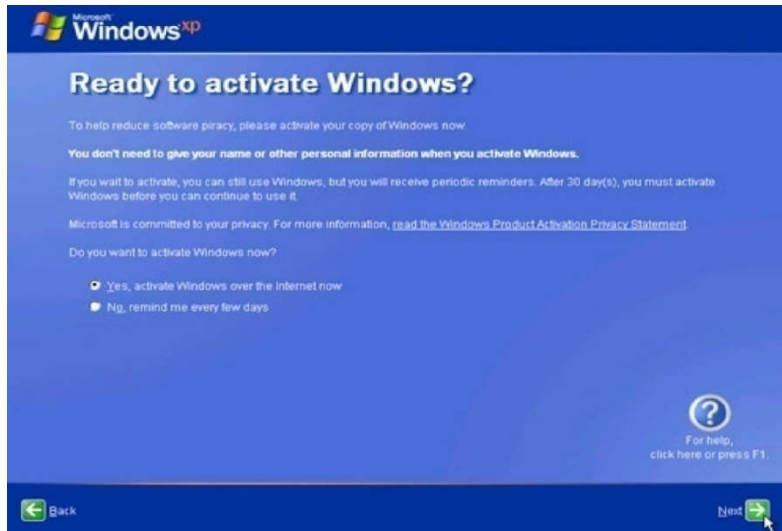 Microsoft
Windows xp
Ready to activate Windows?
To help reduce software piracy, please activate your copy of Windows now.
You don't need to give your name or other personal information when you activate Windows.
If you wait to activate, you can still use Windows, but you will receive periodic reminders. After 30 day(s), you must activate
Windows before you can continue to use it.
Microsoft is committed to your privacy. For more information, read the Windows Product Activation Privacy Statement.
Do you want to activate Windows now?
Yes, activate Windows over the Internet now
No, remind me every few days
For help,
click here or press F1.
Back
Next